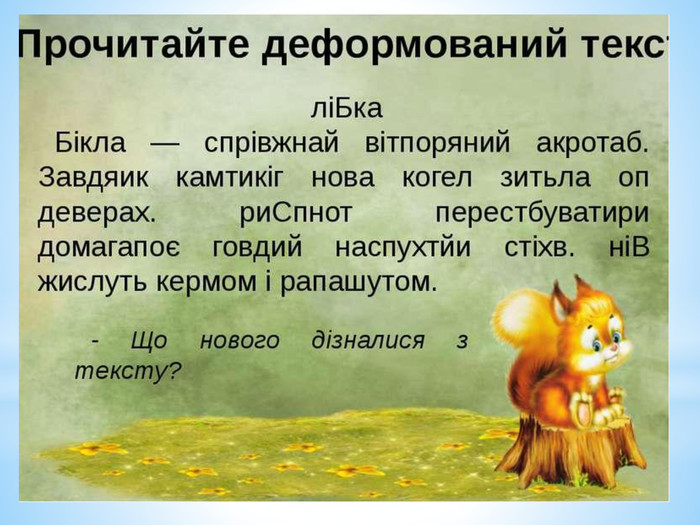 Прочитайте деформований текст
ліБка
Бікла — спрівжнай вітпоряний акротаб.
Завдяик камтикіг нова когел зитьла оп
деверах. риСпнот перестбуватири
домагапоє говдий наспухтйи стіхв. ніВ
жислуть кермом і рапашутом.
- Що нового дізналися з
тексту?